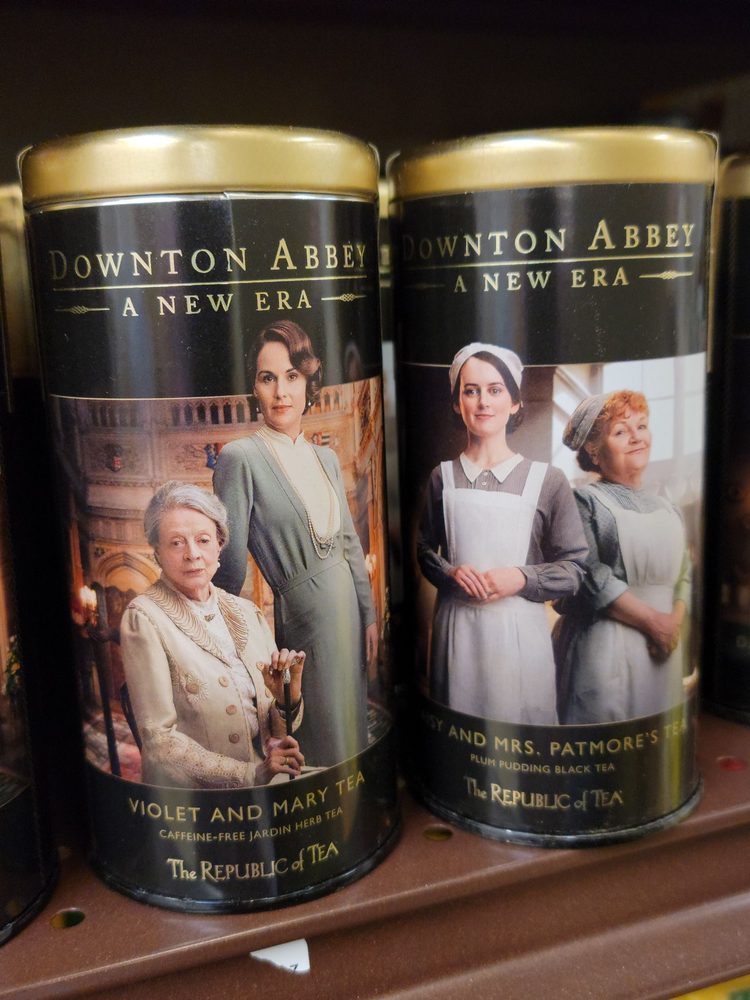 DOWNTON ABBEY
A NEW ERA
VIOLET AND MARY TEA
CAFFEINE-FREE JARDIN HERB TEA
The REPUBLIC of TEA
DOWNTON ABBEY
A NEW ERA
AND MRS. PATMORE'S TEA
PLUM PUDDING BLACK TEA
The REPUBLIC of TEA